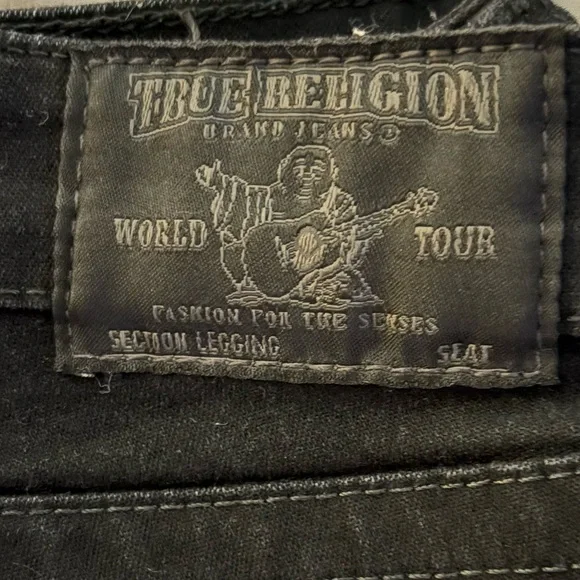 TRUE RELIGION
BRAND JEANS ®
WORLD TOUR
FASHION FOR THE SENSES
SECTION LEGGING SEAT